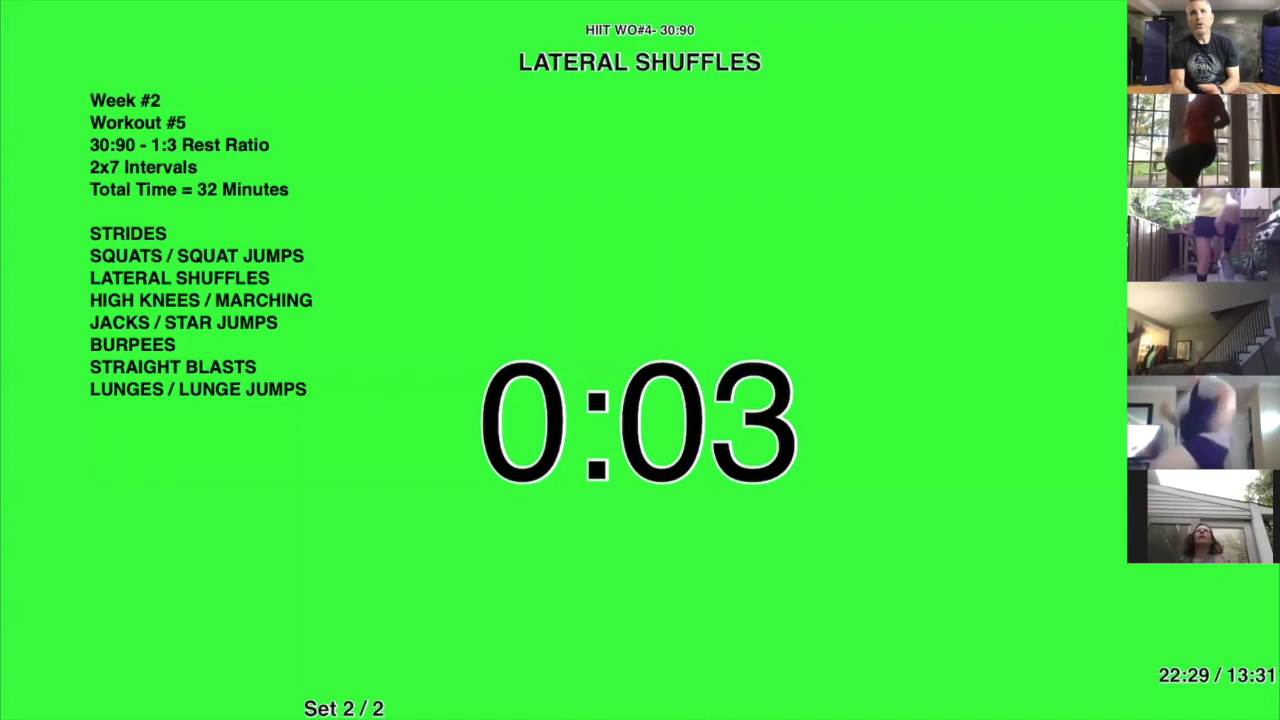 HIIT WO#4- 30:90
LATERAL SHUFFLES
Week #2
Workout #5
30:90 - 1:3 Rest Ratio
2x7 Intervals
Total Time = 32 Minutes
STRIDES
SQUATS / SQUAT JUMPS
LATERAL SHUFFLES
HIGH KNEES / MARCHING
JACKS / STAR JUMPS
BURPEES
STRAIGHT BLASTS
LUNGES / LUNGE JUMPS
0:03
22:29 / 13:31
Set 2 / 2